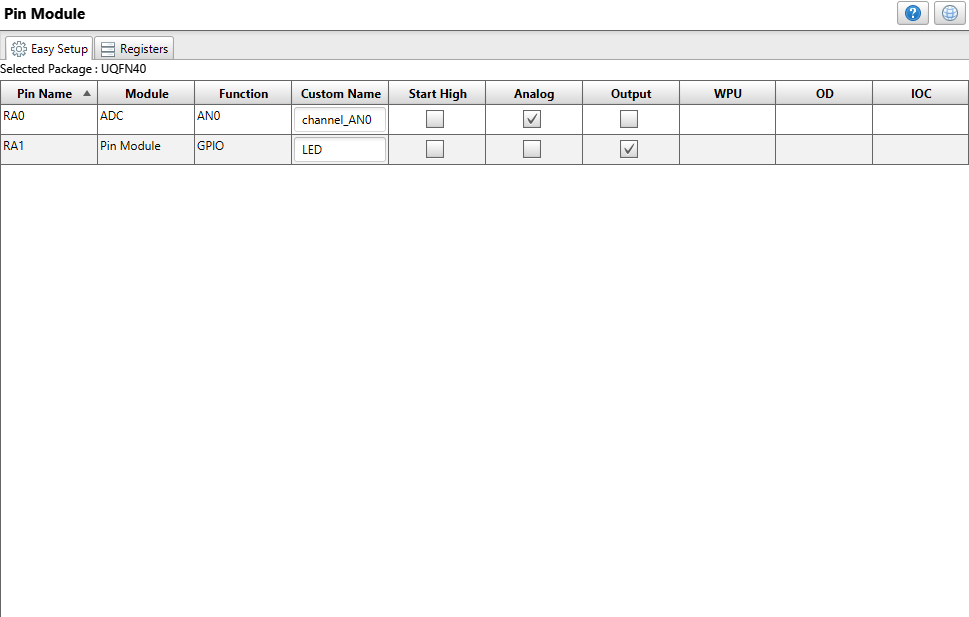 Pin Module
Easy Setup Registers
Selected Package : UQFN40
Pin Name Module Function Custom Name Start High Analog Output WPU OD IOC
RA0 ADC AN0 channel_AN0
RA1 Pin Module GPIO LED